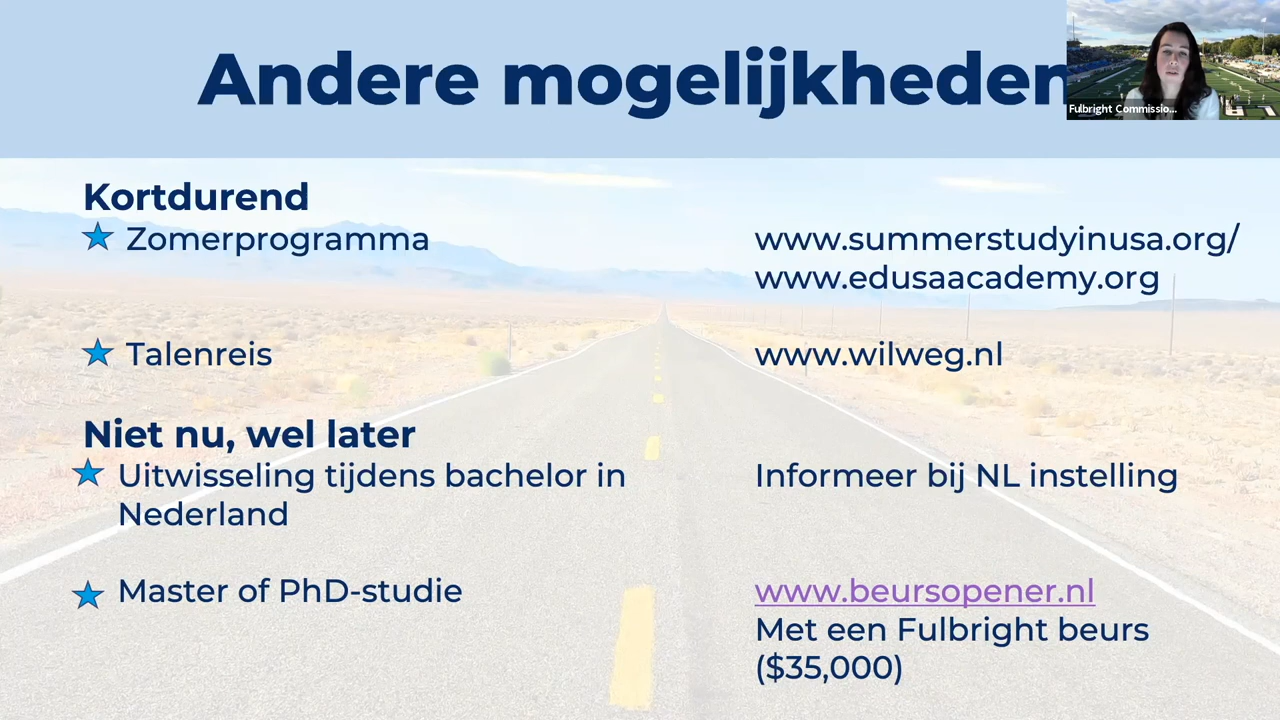 Andere mogelijkheden
Fulbright Commissio...
Kortdurend
Zomerprogramma
www.summerstudyinusa.org/
www.edusaacademy.org
Talenreis
www.wilweg.nl
Niet nu, wel later
Uitwisseling tijdens bachelor in
Nederland
Informeer bij NL instelling
Master of PhD-studie
www.beursopener.nl
Met een Fulbright beurs
($35,000)